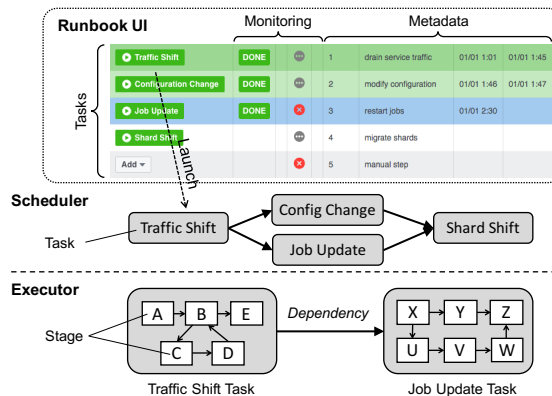 Runbook UI
Monitoring
Metadata
Tasks
Traffic Shift DONE 1 drain service traffic 01/01 1:01 01/01 1:45
Configuration Change DONE 2 modify configuration 01/01 1:46 01/01 1:47
Job Update DONE 3 restart jobs 01/01 2:30
Shard Shift 4 migrate shards
Add 5 manual step
Launch
Scheduler
Task
Traffic Shift
Config Change
Job Update
Shard Shift
Executor
Stage
A B E
C D
Dependency
X Y Z
U V W
Traffic Shift Task
Job Update Task